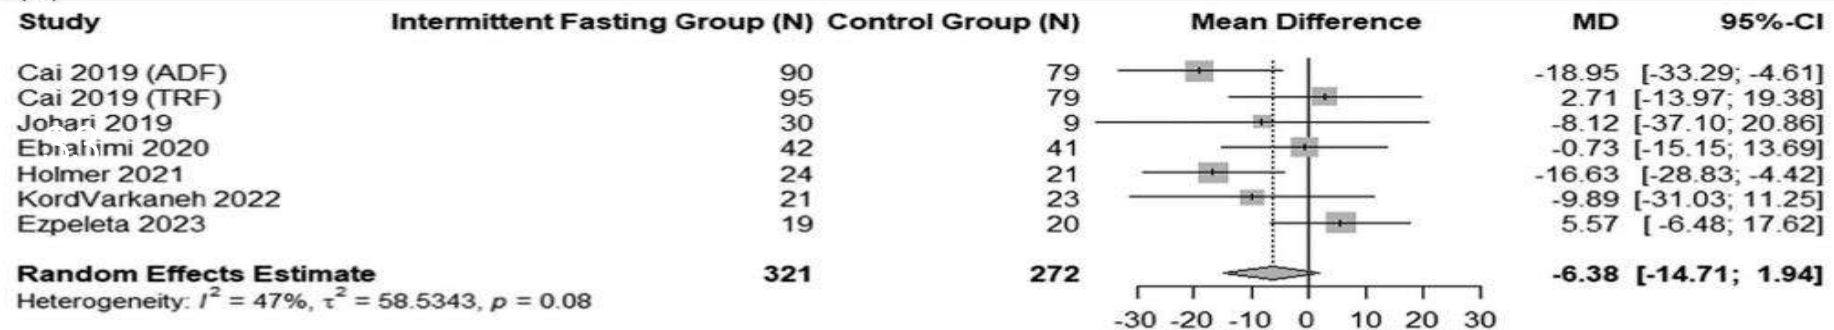 Study Intermittent Fasting Group (N) Control Group (N) Mean Difference MD 95%-CI
Cai 2019 (ADF) 90 79 -18.95 [-33.29; -4.61]
Cai 2019 (TRF) 95 79 2.71 [-13.97; 19.38]
Johari 2019 30 9 -8.12 [-37.10; 20.86]
Ebrahimi 2020 42 41 -0.73 [-15.15; 13.69]
Holmer 2021 24 21 -16.63 [-28.83; -4.42]
KordVarkaneh 2022 21 23 -9.89 [-31.03; 11.25]
Ezpeleta 2023 19 20 5.57 [ -6.48; 17.62]
Random Effects Estimate 321 272 -6.38 [-14.71; 1.94]
Heterogeneity: I² = 47%, τ² = 58.5343, p = 0.08
-30 -20 -10 0 10 20 30